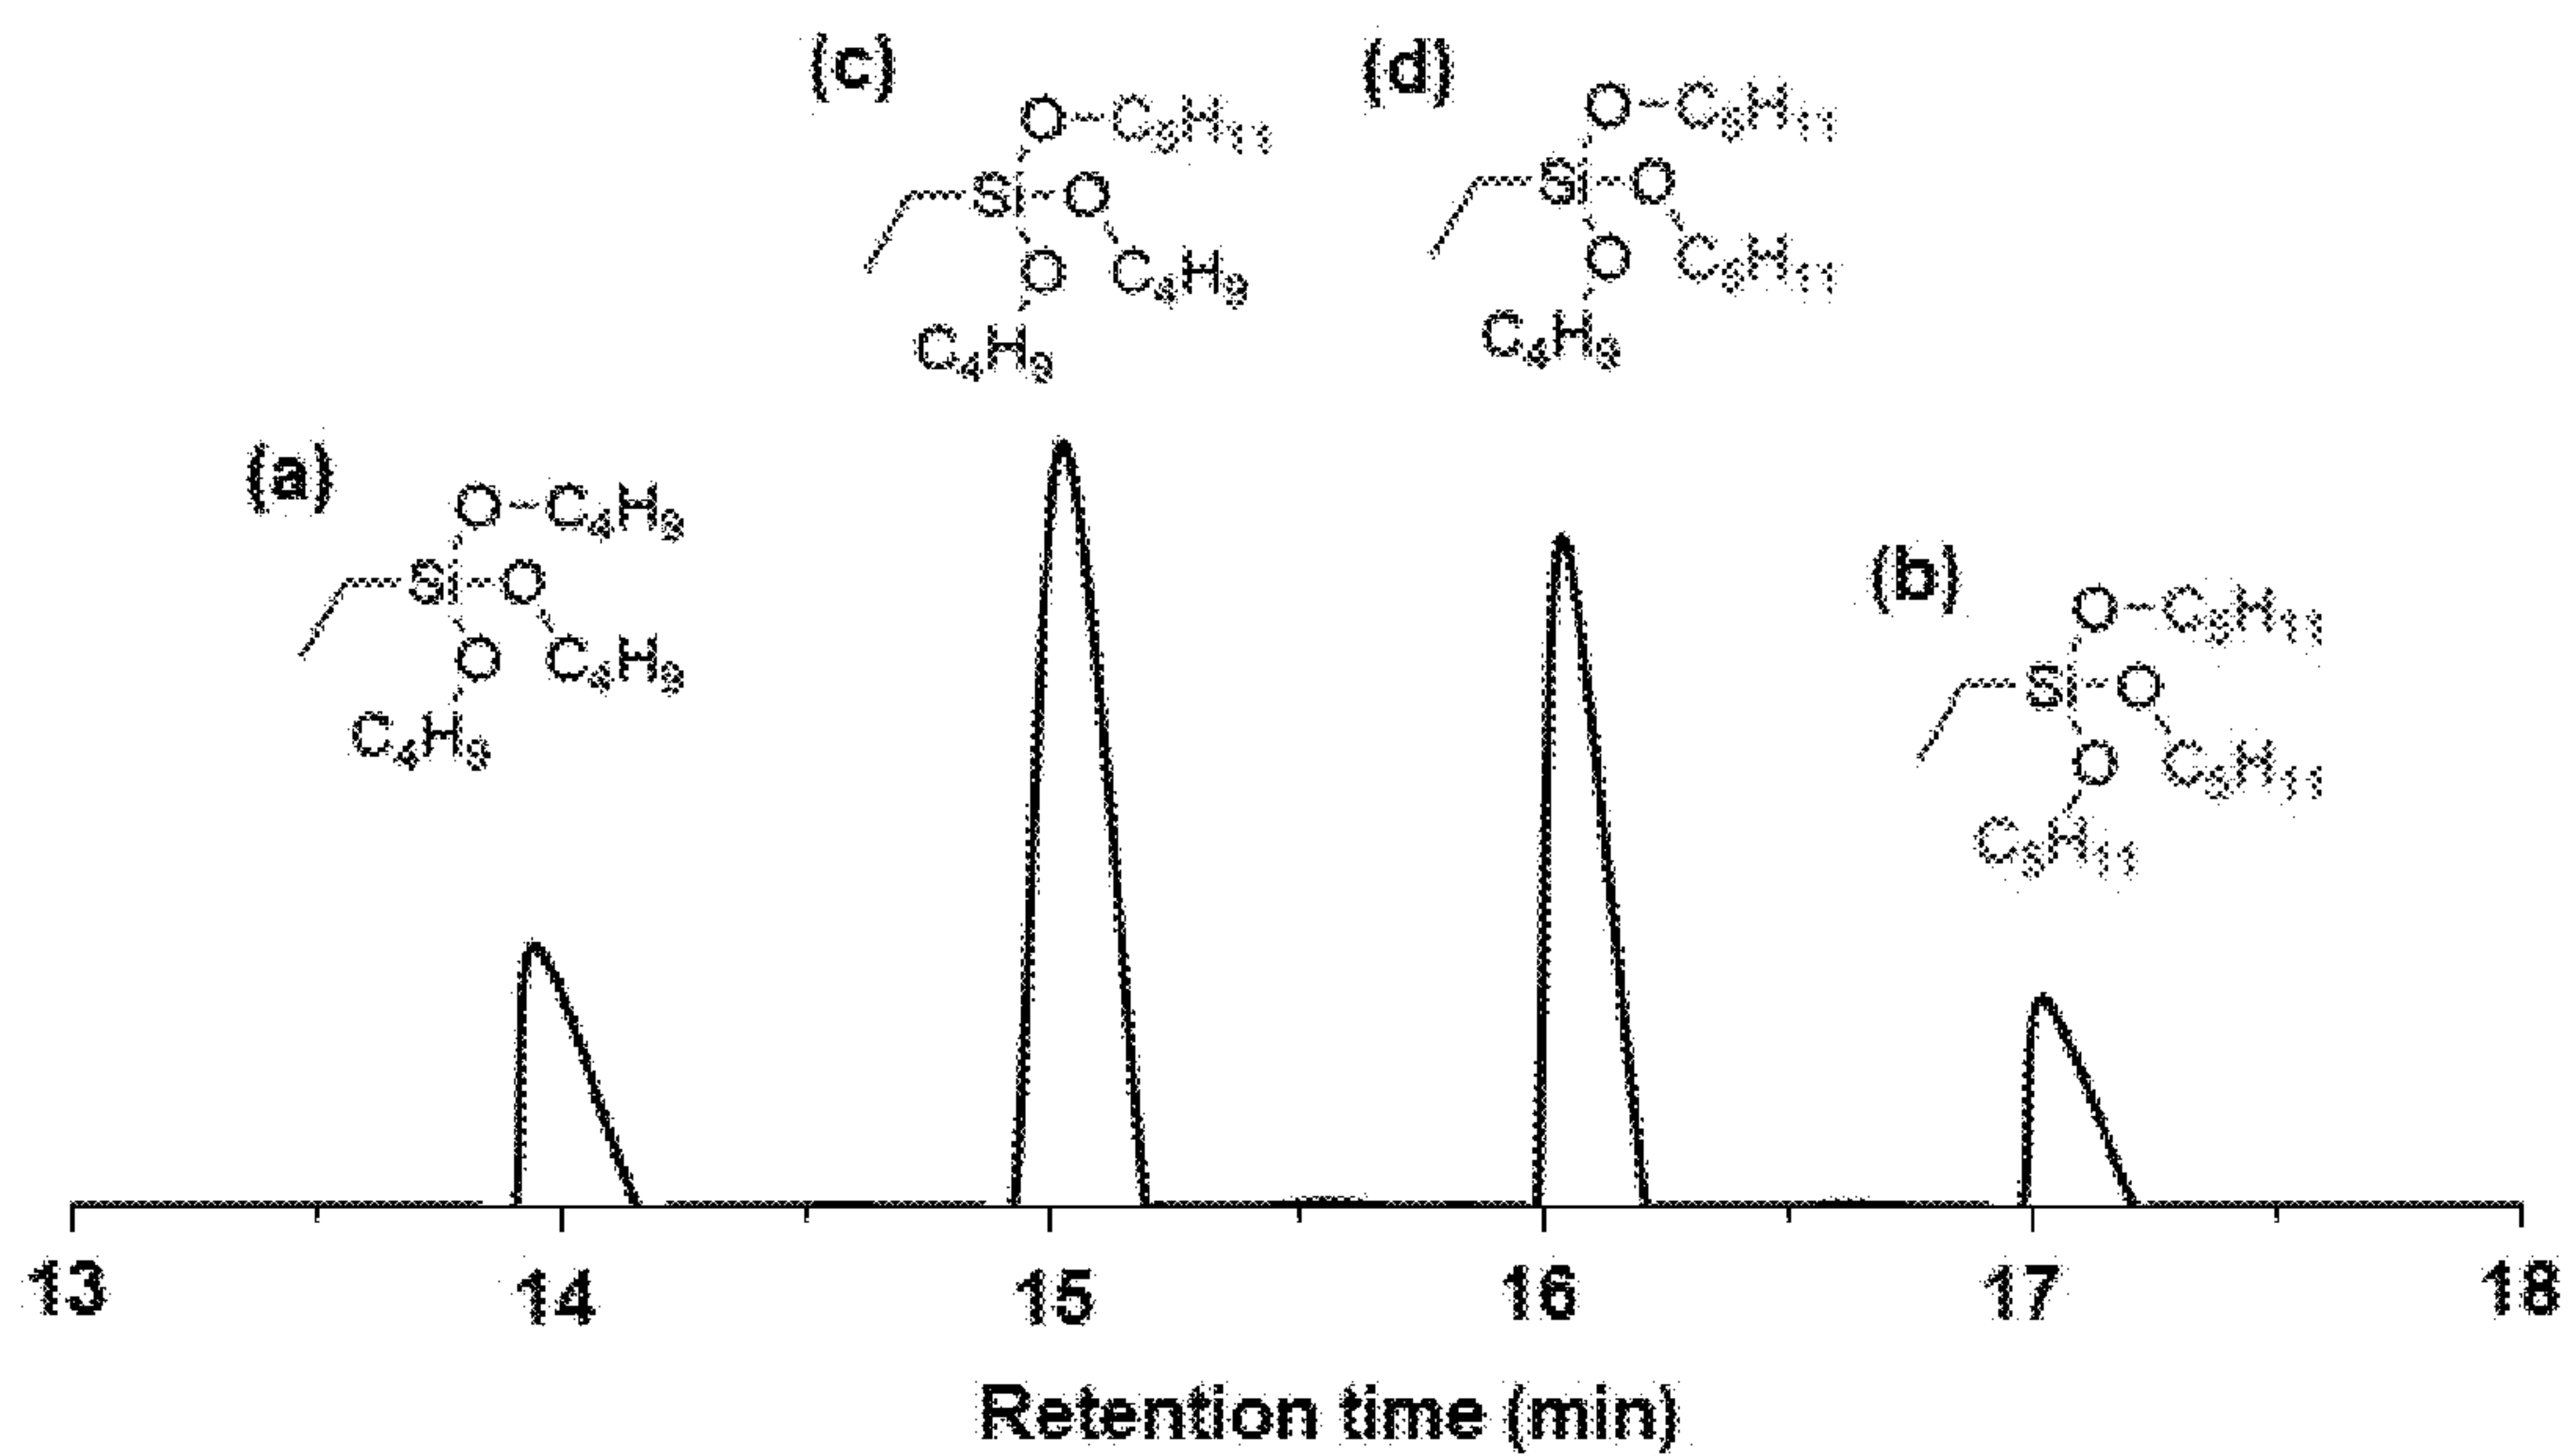 (c)
O-C₅H₁₁
Si-O
O C₄H₉
C₄H₉
(d)
O-C₅H₁₁
Si-O
O C₅H₁₁
C₄H₉
(a)
O-C₄H₉
Si-O
O C₄H₉
C₄H₉
(b)
O-C₅H₁₁
Si-O
O C₅H₁₁
C₅H₁₁
13 14 15 16 17 18
Retention time (min)